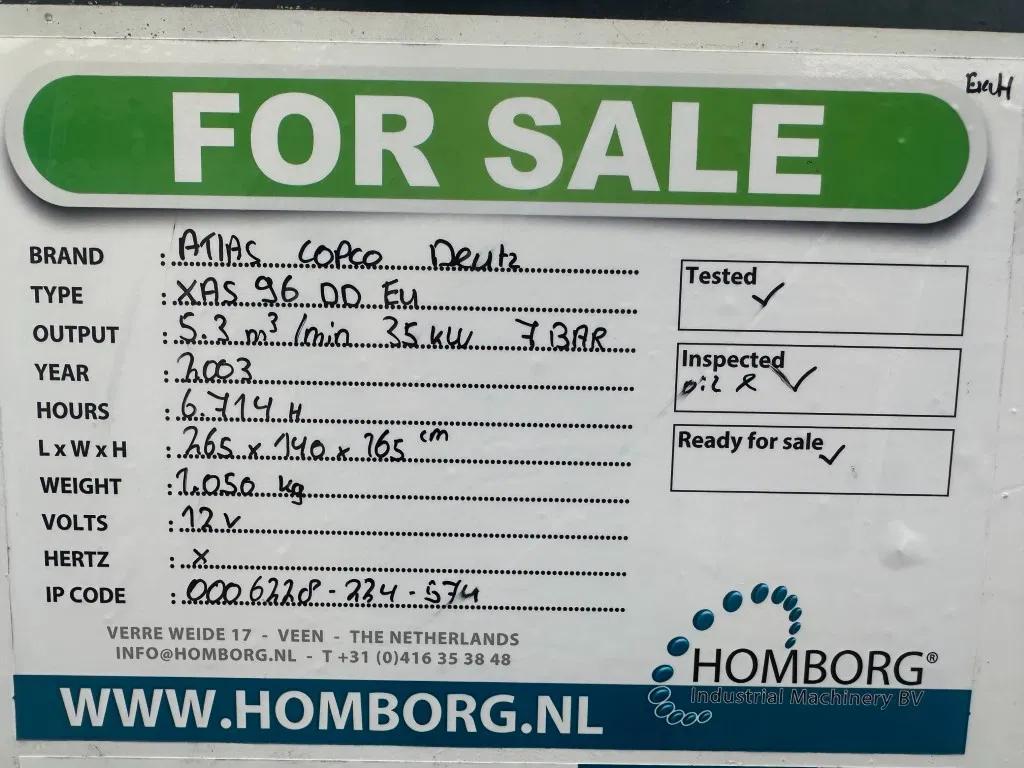 FOR SALE
BRAND : ATLAS COPCO Deutz
TYPE : XAS 96 DD EU
OUTPUT : 5.3 m³/min 35 kW 7 BAR
YEAR : 2003
HOURS : 6.714 H
L x W x H : 265 x 140 x 165 cm
WEIGHT : 1.050 kg
VOLTS : 12 V
HERTZ : X
IP CODE : 0006228-224-574
Tested ✓
Inspected ✓
oil &
Ready for sale ✓
VERRE WEIDE 17 - VEEN - THE NETHERLANDS
INFO@HOMBORG.NL - T +31 (0)416 35 38 48
WWW.HOMBORG.NL
HOMBORG®
Industrial Machinery BV